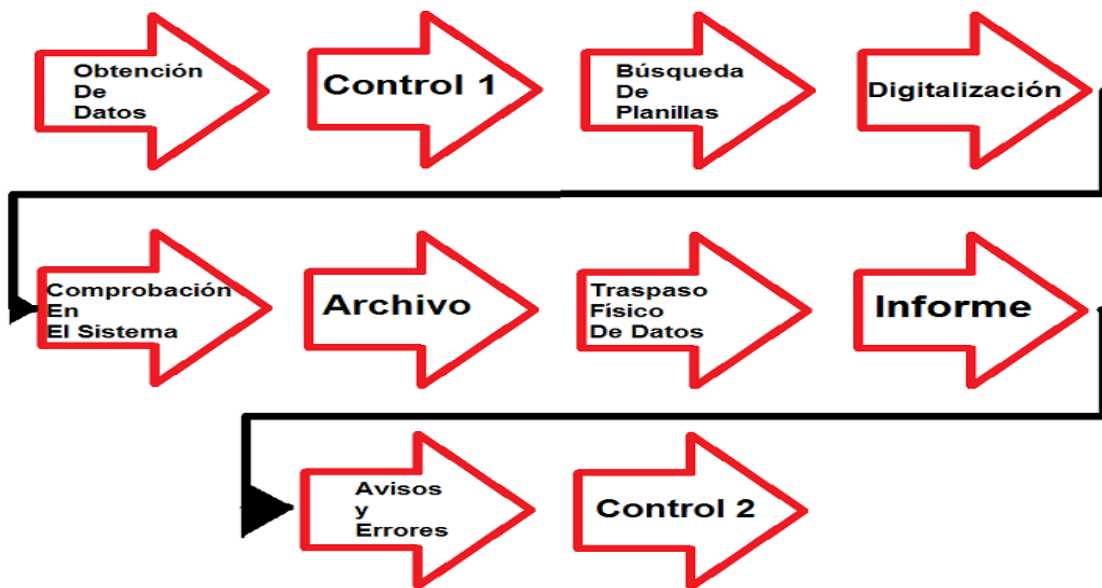 Obtención
De
Datos
Control 1
Búsqueda
De
Planillas
Digitalización
Comprobación
En
El Sistema
Archivo
Traspaso
Físico
De Datos
Informe
Avisos
y
Errores
Control 2